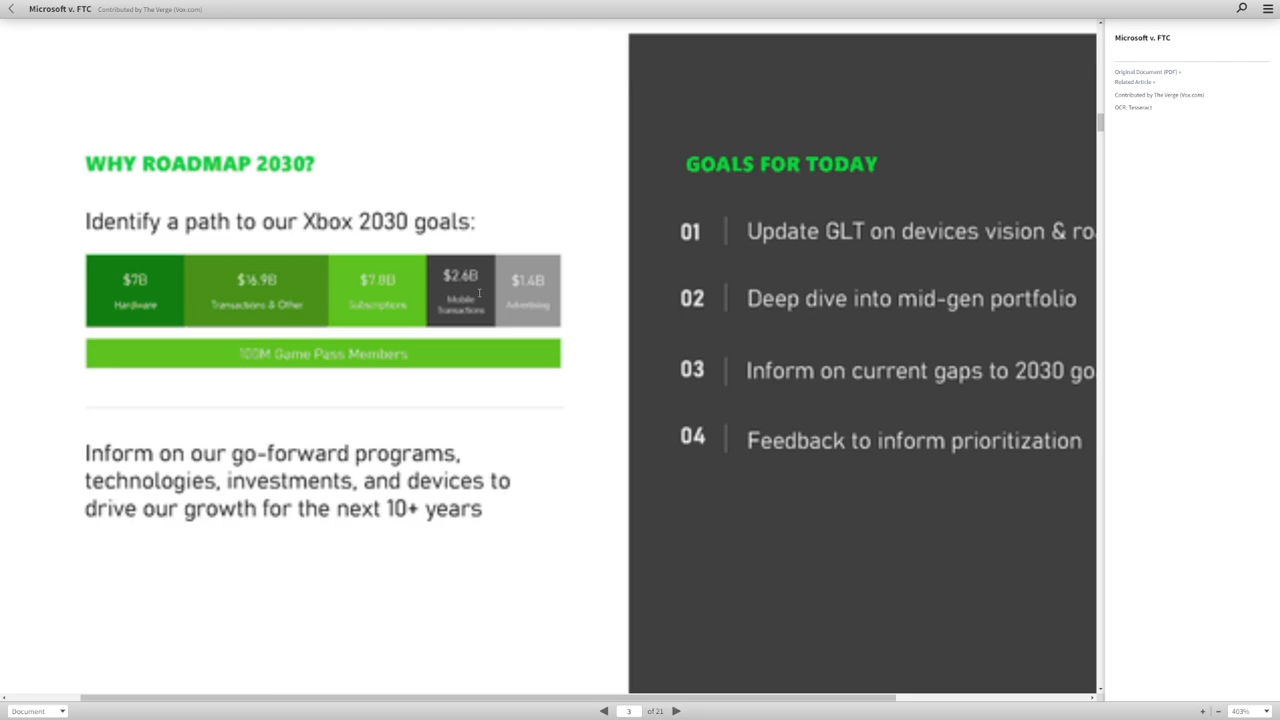 Microsoft v. FTC Contributed by The Verge (Vox.com)
Microsoft v. FTC
Original Document (PDF) »
Related Article »
Contributed by The Verge (Vox.com)
OCR: Tesseract
WHY ROADMAP 2030?
Identify a path to our Xbox 2030 goals:
$7B
Hardware
$16.9B
Transactions & Other
$7.8B
Subscriptions
$2.6B
Mobile
Transactions
$1.4B
Advertising
100M Game Pass Members
Inform on our go-forward programs,
technologies, investments, and devices to
drive our growth for the next 10+ years
GOALS FOR TODAY
01 Update GLT on devices vision & ro
02 Deep dive into mid-gen portfolio
03 Inform on current gaps to 2030 go
04 Feedback to inform prioritization
Document
3 of 21
403%